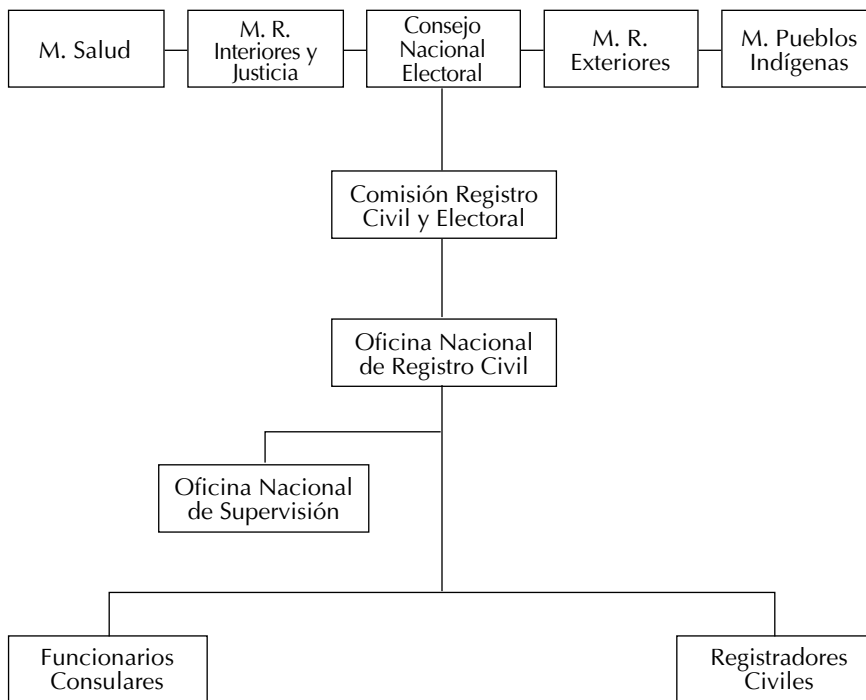 M. Salud
M. R.
Interiores y
Justicia
Consejo
Nacional
Electoral
M. R.
Exteriores
M. Pueblos
Indígenas
Comisión Registro
Civil y Electoral
Oficina Nacional
de Registro Civil
Oficina Nacional
de Supervisión
Funcionarios
Consulares
Registradores
Civiles